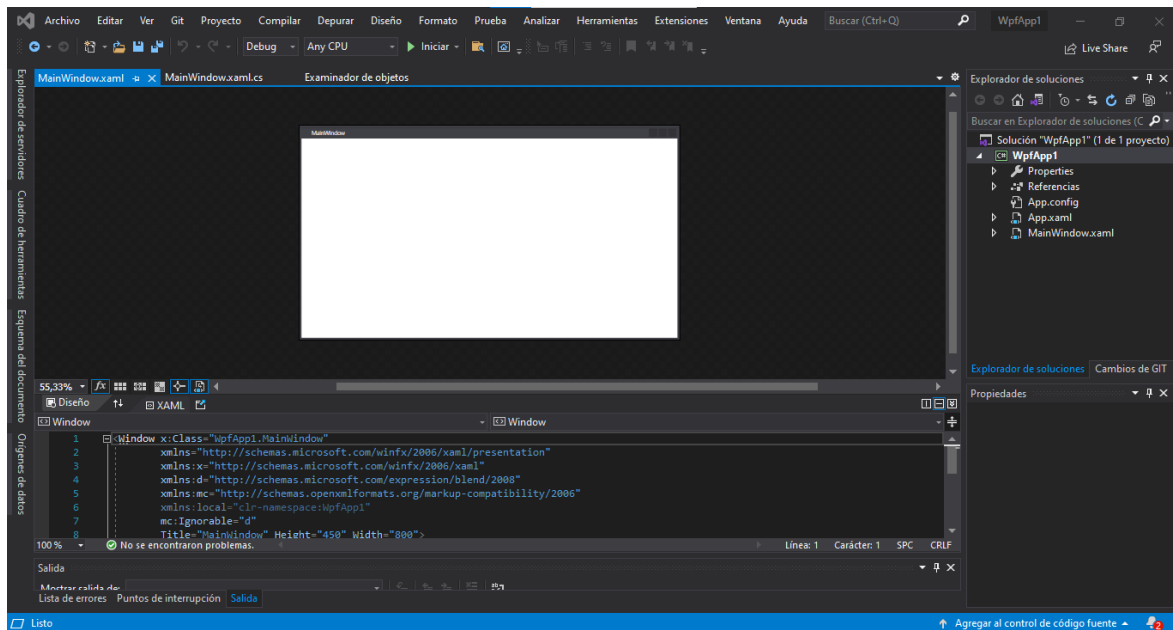 Archivo Editar Ver Git Proyecto Compilar Depurar Diseño Formato Prueba Analizar Herramientas Extensiones Ventana Ayuda Buscar (Ctrl+Q) WpfApp1
Debug Any CPU Iniciar Live Share
Explorador de servidores
Cuadro de herramientas
Esquema del documento
Orígenes de datos
MainWindow.xaml MainWindow.xaml.cs Examinador de objetos
MainWindow
55,33% fx
Diseño XAML
Window Window
1 <Window x:Class="WpfApp1.MainWindow"
2 xmlns="http://schemas.microsoft.com/winfx/2006/xaml/presentation"
3 xmlns:x="http://schemas.microsoft.com/winfx/2006/xaml"
4 xmlns:d="http://schemas.microsoft.com/expression/blend/2008"
5 xmlns:mc="http://schemas.openxmlformats.org/markup-compatibility/2006"
6 xmlns:local="clr-namespace:WpfApp1"
7 mc:Ignorable="d"
8 Title="MainWindow" Height="450" Width="800">
100 % No se encontraron problemas. Línea: 1 Carácter: 1 SPC CRLF
Salida
Mostrar salida de:
Lista de errores Puntos de interrupción Salida
Explorador de soluciones
Buscar en Explorador de soluciones (C
Solución "WpfApp1" (1 de 1 proyecto)
C# WpfApp1
Properties
Referencias
App.config
App.xaml
MainWindow.xaml
Explorador de soluciones Cambios de GIT
Propiedades
Listo Agregar al control de código fuente 2